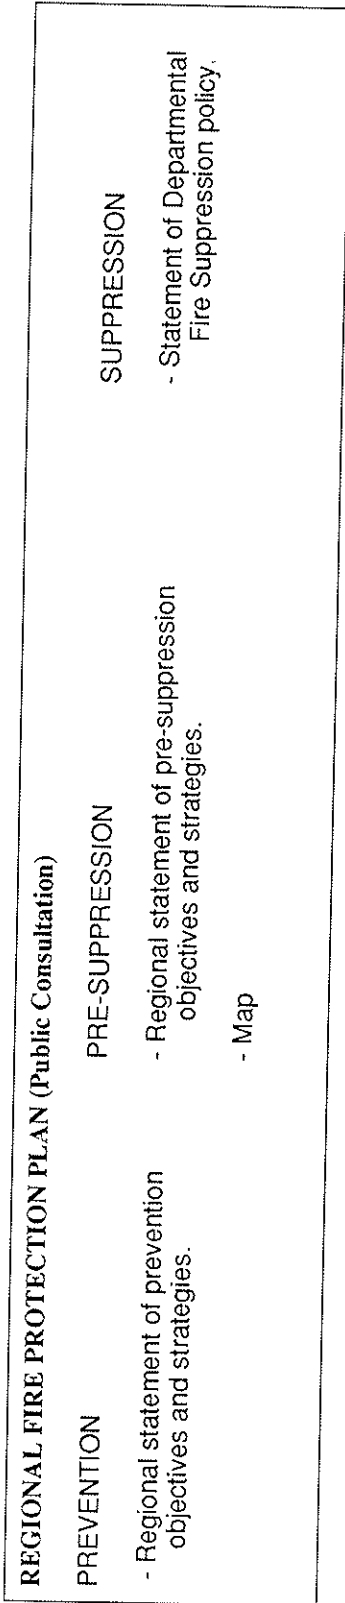 REGIONAL FIRE PROTECTION PLAN (Public Consultation)
PREVENTION
- Regional statement of prevention
objectives and strategies.
PRE-SUPPRESSION
- Regional statement of pre-suppression
objectives and strategies.
- Map
SUPPRESSION
- Statement of Departmental
Fire Suppression policy.